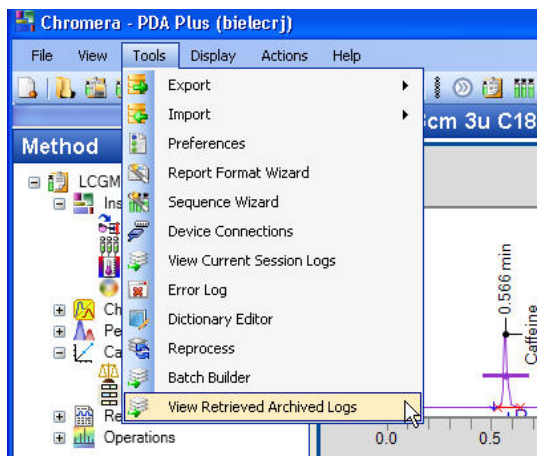 Chromera - PDA Plus (bielecrj)
File View Tools Display Actions Help
Export
Import
cm 3u C18
Method
Preferences
LCGM
Report Format Wizard
Ins
Sequence Wizard
Device Connections
View Current Session Logs
Error Log
Ch
Dictionary Editor
Pe
Reprocess
Ca
Batch Builder
View Retrieved Archived Logs
Re
Operations
0.566 min
Caffeine
0.0 0.5